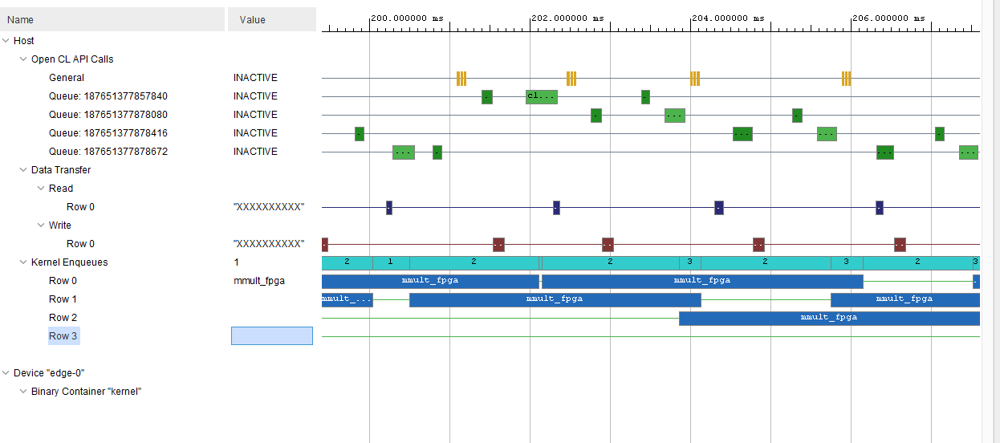 Name Value 200.000000 ms 202.000000 ms 204.000000 ms 206.000000 ms
Host
Open CL API Calls
General INACTIVE
Queue: 187651377857840 INACTIVE cl...
Queue: 187651377878080 INACTIVE ...
Queue: 187651377878416 INACTIVE ... ...
Queue: 187651377878672 INACTIVE ... ... ...
Data Transfer
Read
Row 0 "XXXXXXXXXX"
Write
Row 0 "XXXXXXXXXX"
Kernel Enqueues 1 2 1 2 2 3 2 3 2 3
Row 0 mmult_fpga mmult_fpga mmult_fpga
Row 1 mmult_... mmult_fpga mmult_fpga
Row 2 mmult_fpga
Row 3
Device "edge-0"
Binary Container "kernel"